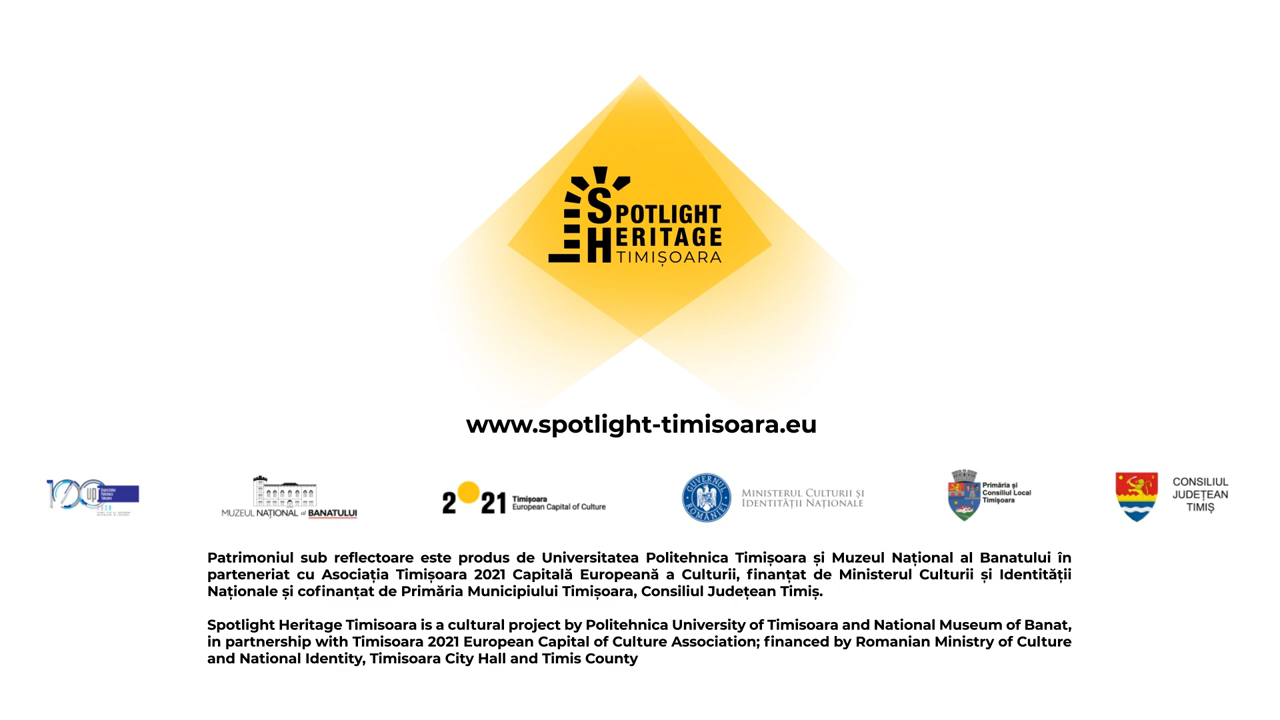 SPOTLIGHT
HERITAGE
TIMIȘOARA
www.spotlight-timisoara.eu
100 up
MUZEUL NAȚIONAL al BANATULUI
2021 Timișoara
European Capital of Culture
GUVERNUL ROMÂNIEI
MINISTERUL CULTURII ȘI
IDENTITĂȚII NAȚIONALE
Primăria și
Consiliul Local
Timișoara
CONSILIUL
JUDEȚEAN
TIMIȘ
Patrimoniul sub reflectoare este produs de Universitatea Politehnica Timișoara și Muzeul Național al Banatului în
parteneriat cu Asociația Timișoara 2021 Capitală Europeană a Culturii, finanțat de Ministerul Culturii și Identității
Naționale și cofinanțat de Primăria Municipiului Timișoara, Consiliul Județean Timiș.
Spotlight Heritage Timisoara is a cultural project by Politehnica University of Timisoara and National Museum of Banat,
in partnership with Timisoara 2021 European Capital of Culture Association; financed by Romanian Ministry of Culture
and National Identity, Timisoara City Hall and Timis County